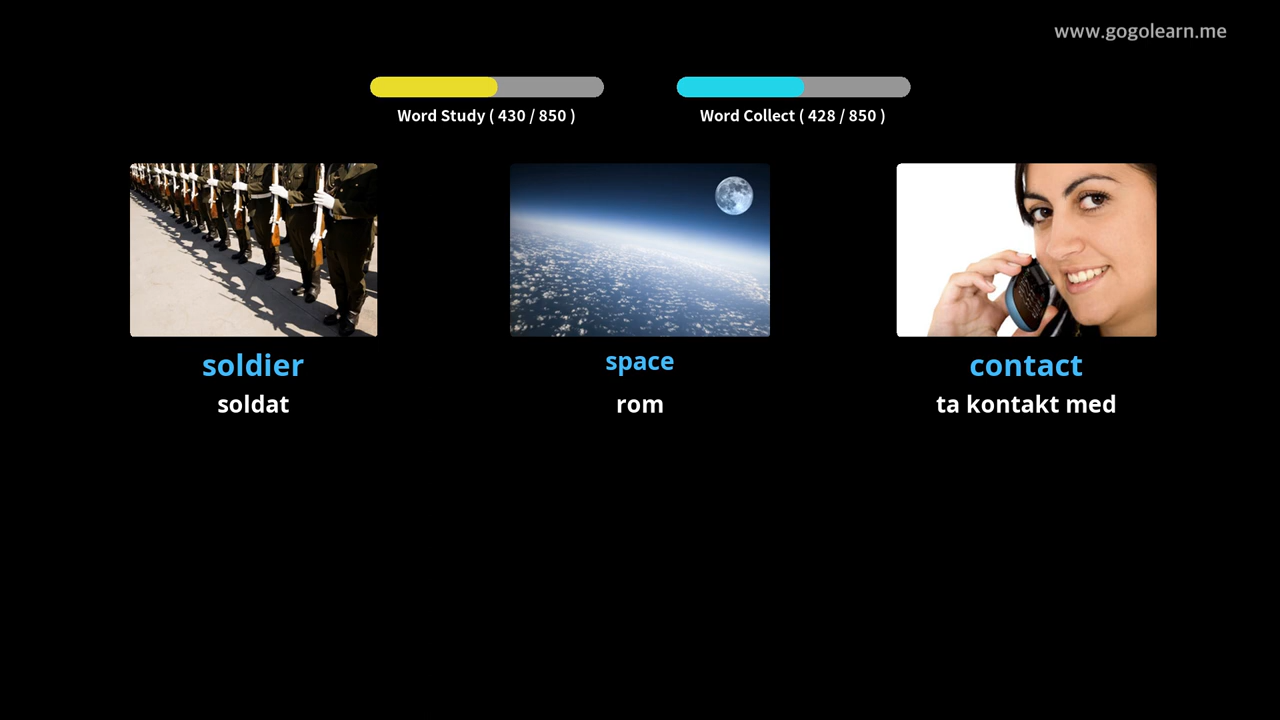 www.gogolearn.me
Word Study ( 430 / 850 )
Word Collect ( 428 / 850 )
soldier
soldat
space
rom
contact
ta kontakt med